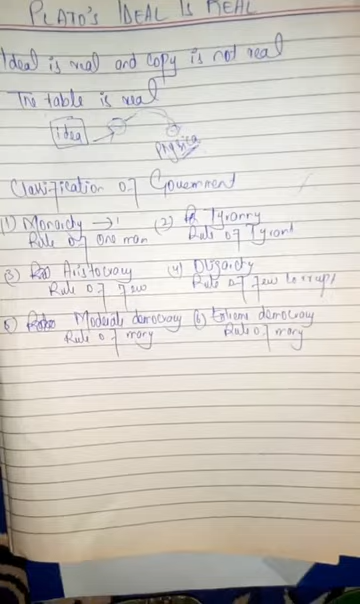 PLATO'S IDEAL IS REAL
Ideal is real and copy is not real
The table is real
idea
physica
Classification of Government
(1) Monarchy → (2) Tyranny
Rule of one man Rule of Tyrant
(3) Aristocracy (4) Oligarchy
Rule of few Rule of few corrupt
(5) Moderate democracy (6) Extreme democracy
Rule of many Rule of many